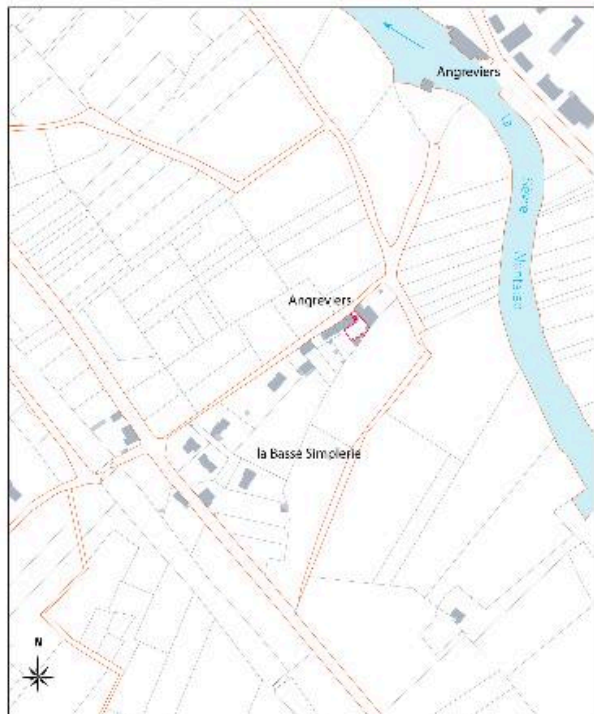 Angreviers
la Sèvre Nantaise
Angreviers
la Basse Simplerie
N